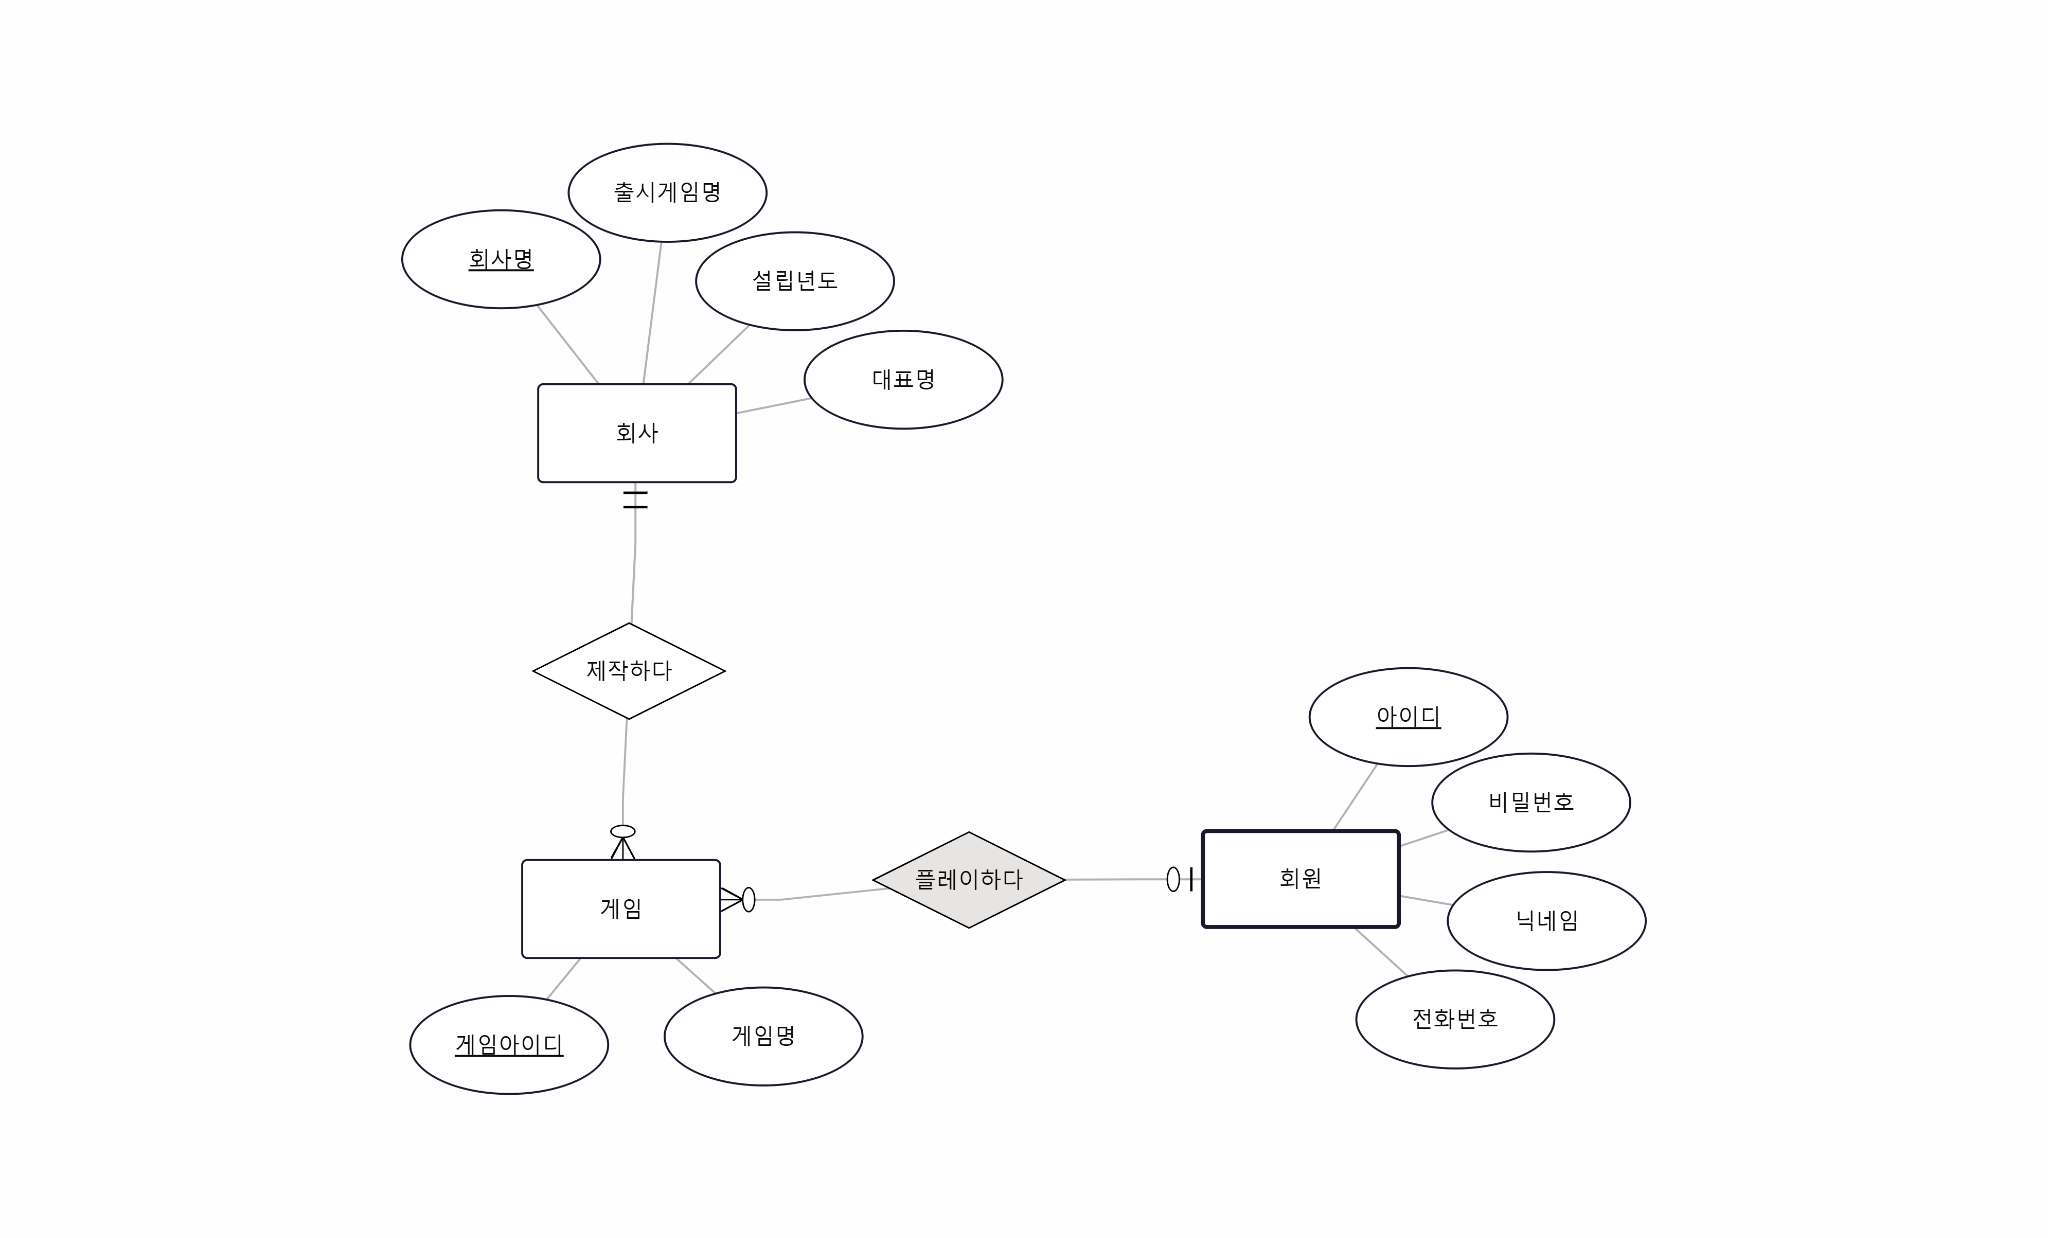 출시게임명
회사명
설립년도
대표명
회사
제작하다
아이디
비밀번호
플레이하다
회원
게임
닉네임
전화번호
게임아이디
게임명